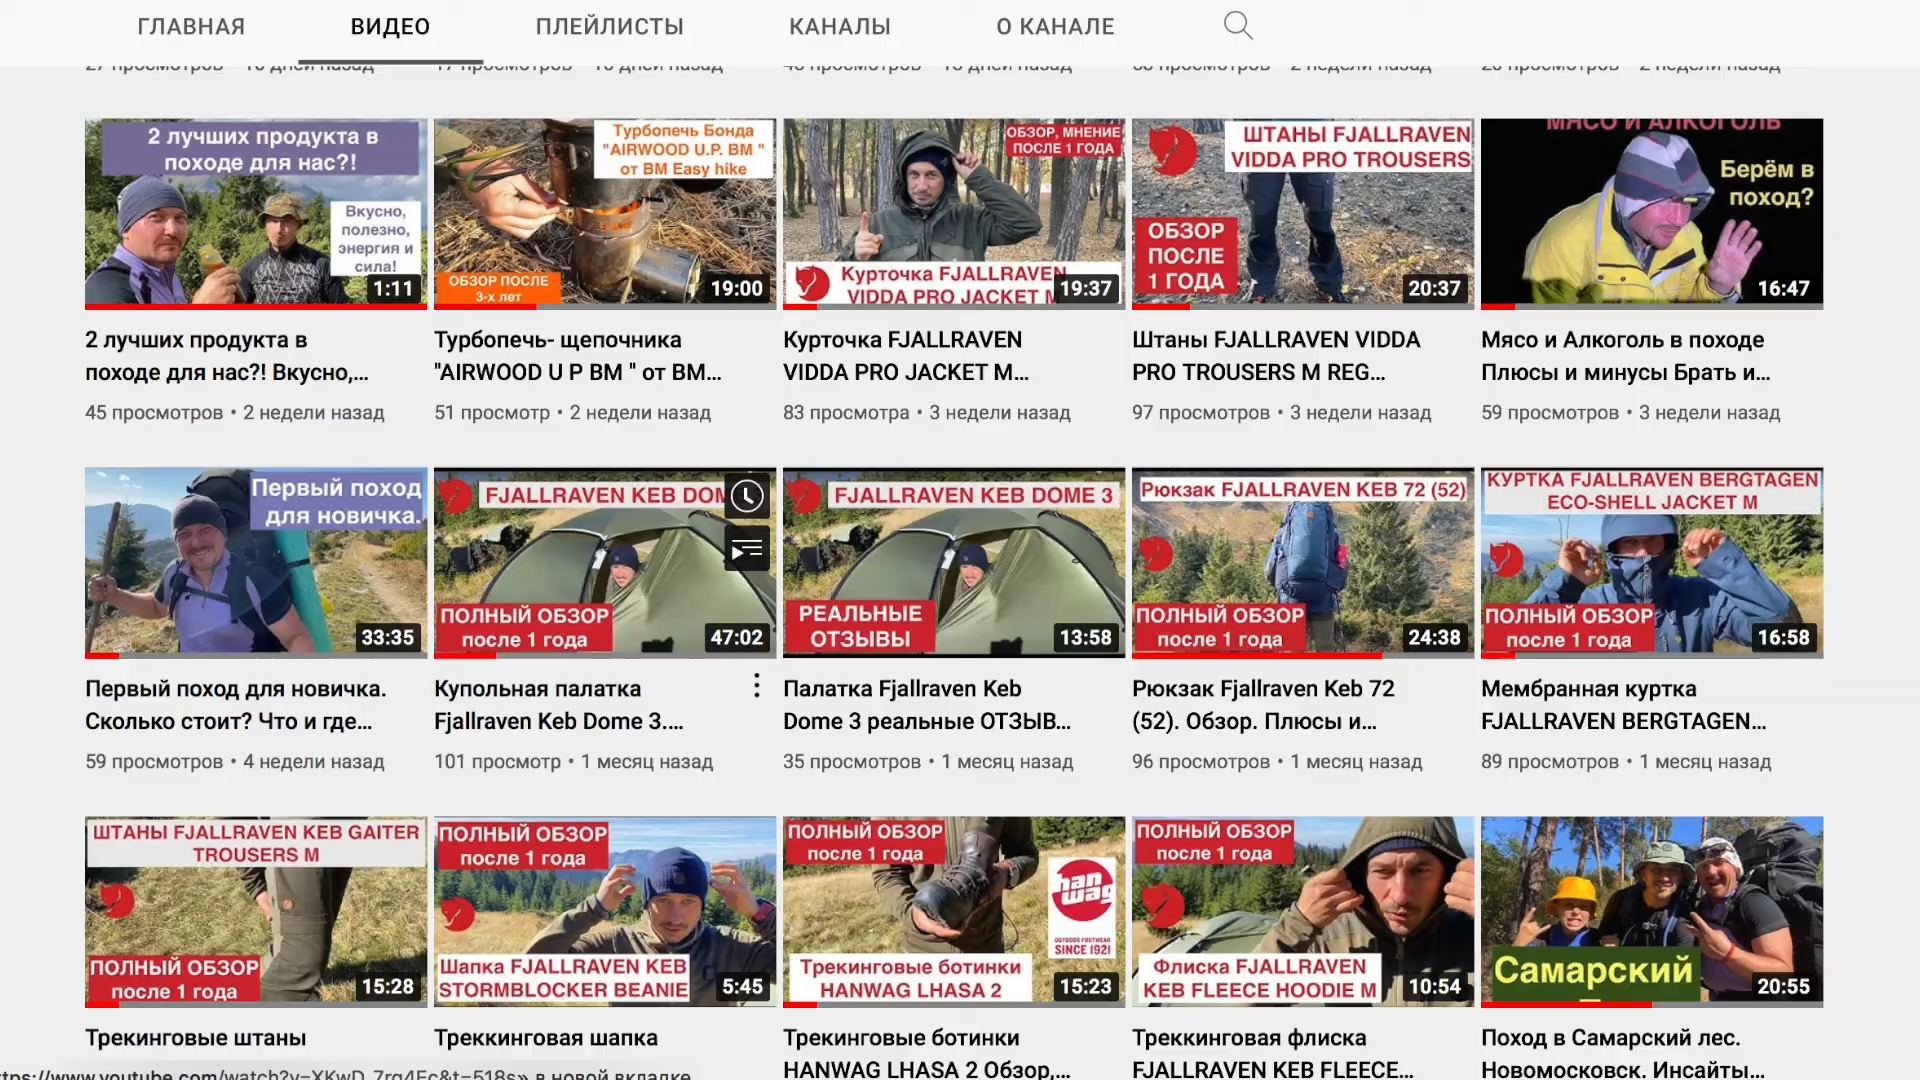 ГЛАВНАЯ
ВИДЕО
ПЛЕЙЛИСТЫ
КАНАЛЫ
О КАНАЛЕ
2 лучших продукта в
походе для нас?!
Вкусно,
полезно,
энергия и
сила!
1:11
Турбопечь Бонда
"AIRWOOD U.P. BM "
от BM Easy hike
ОБЗОР ПОСЛЕ
3-х лет
19:00
ОБЗОР, МНЕНИЕ
ПОСЛЕ 1 ГОДА
Курточка FJALLRAVEN
VIDDA PRO JACKET M
19:37
ШТАНЫ FJALLRAVEN
VIDDA PRO TROUSERS
ОБЗОР
ПОСЛЕ
1 ГОДА
20:37
МЯСО И АЛКОГОЛЬ
Берём в
поход?
16:47
2 лучших продукта в
походе для нас?! Вкусно,...
45 просмотров • 2 недели назад
Турбопечь- щепочника
"AIRWOOD U P BM " от BM...
51 просмотр • 2 недели назад
Курточка FJALLRAVEN
VIDDA PRO JACKET M...
83 просмотра • 3 недели назад
Штаны FJALLRAVEN VIDDA
PRO TROUSERS M REG...
97 просмотров • 3 недели назад
Мясо и Алкоголь в походе
Плюсы и минусы Брать и...
59 просмотров • 3 недели назад
Первый поход
для новичка.
33:35
FJALLRAVEN KEB DOM
ПОЛНЫЙ ОБЗОР
после 1 года
47:02
FJALLRAVEN KEB DOME 3
РЕАЛЬНЫЕ
ОТЗЫВЫ
13:58
Рюкзак FJALLRAVEN KEB 72 (52)
ПОЛНЫЙ ОБЗОР
после 1 года
24:38
КУРТКА FJALLRAVEN BERGTAGEN
ECO-SHELL JACKET M
ПОЛНЫЙ ОБЗОР
после 1 года
16:58
Первый поход для новичка.
Сколько стоит? Что и где...
59 просмотров • 4 недели назад
Купольная палатка
Fjallraven Keb Dome 3....
101 просмотр • 1 месяц назад
Палатка Fjallraven Keb
Dome 3 реальные ОТЗЫВ...
35 просмотров • 1 месяц назад
Рюкзак Fjallraven Keb 72
(52). Обзор. Плюсы и...
96 просмотров • 1 месяц назад
Мембранная куртка
FJALLRAVEN BERGTAGEN...
89 просмотров • 1 месяц назад
ШТАНЫ FJALLRAVEN KEB GAITER
TROUSERS M
ПОЛНЫЙ ОБЗОР
после 1 года
15:28
ПОЛНЫЙ ОБЗОР
после 1 года
Шапка FJALLRAVEN KEB
STORMBLOCKER BEANIE
5:45
ПОЛНЫЙ ОБЗОР
после 1 года
han
wag
OUTDOOR FOOTWEAR
SINCE 1921
Трекинговые ботинки
HANWAG LHASA 2
15:23
ПОЛНЫЙ ОБЗОР
после 1 года
Флиска FJALLRAVEN
KEB FLEECE HOODIE M
10:54
Самарский
20:55
Трекинговые штаны
Треккинговая шапка
Трекинговые ботинки
HANWAG LHASA 2 Обзор,...
Треккинговая флиска
FJALLRAVEN KEB FLEECE...
Поход в Самарский лес.
Новомосковск. Инсайты...